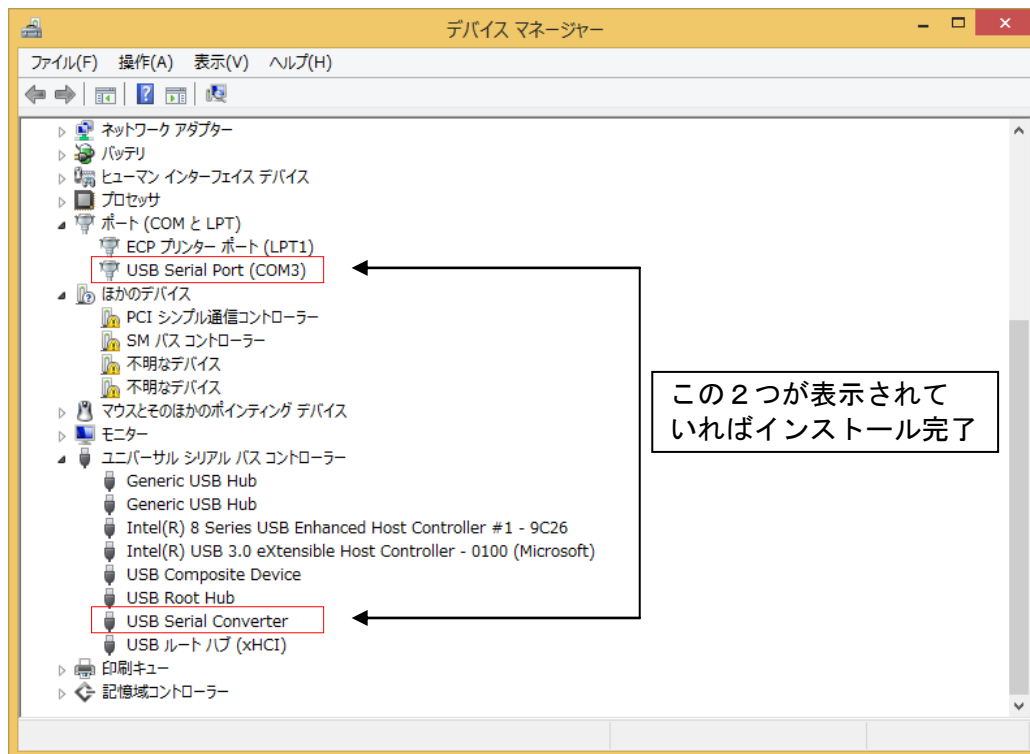 デバイス マネージャー
ファイル(F) 操作(A) 表示(V) ヘルプ(H)
ネットワーク アダプター
バッテリ
ヒューマン インターフェイス デバイス
プロセッサ
ポート (COM と LPT)
ECP プリンター ポート (LPT1)
USB Serial Port (COM3)
ほかのデバイス
PCI シンプル通信コントローラー
SM バス コントローラー
不明なデバイス
不明なデバイス
マウスとそのほかのポインティング デバイス
モニター
ユニバーサル シリアル バス コントローラー
Generic USB Hub
Generic USB Hub
Intel(R) 8 Series USB Enhanced Host Controller #1 - 9C26
Intel(R) USB 3.0 eXtensible Host Controller - 0100 (Microsoft)
USB Composite Device
USB Root Hub
USB Serial Converter
USB ルート ハブ (xHCI)
印刷キュー
記憶域コントローラー
この２つが表示されて
いればインストール完了